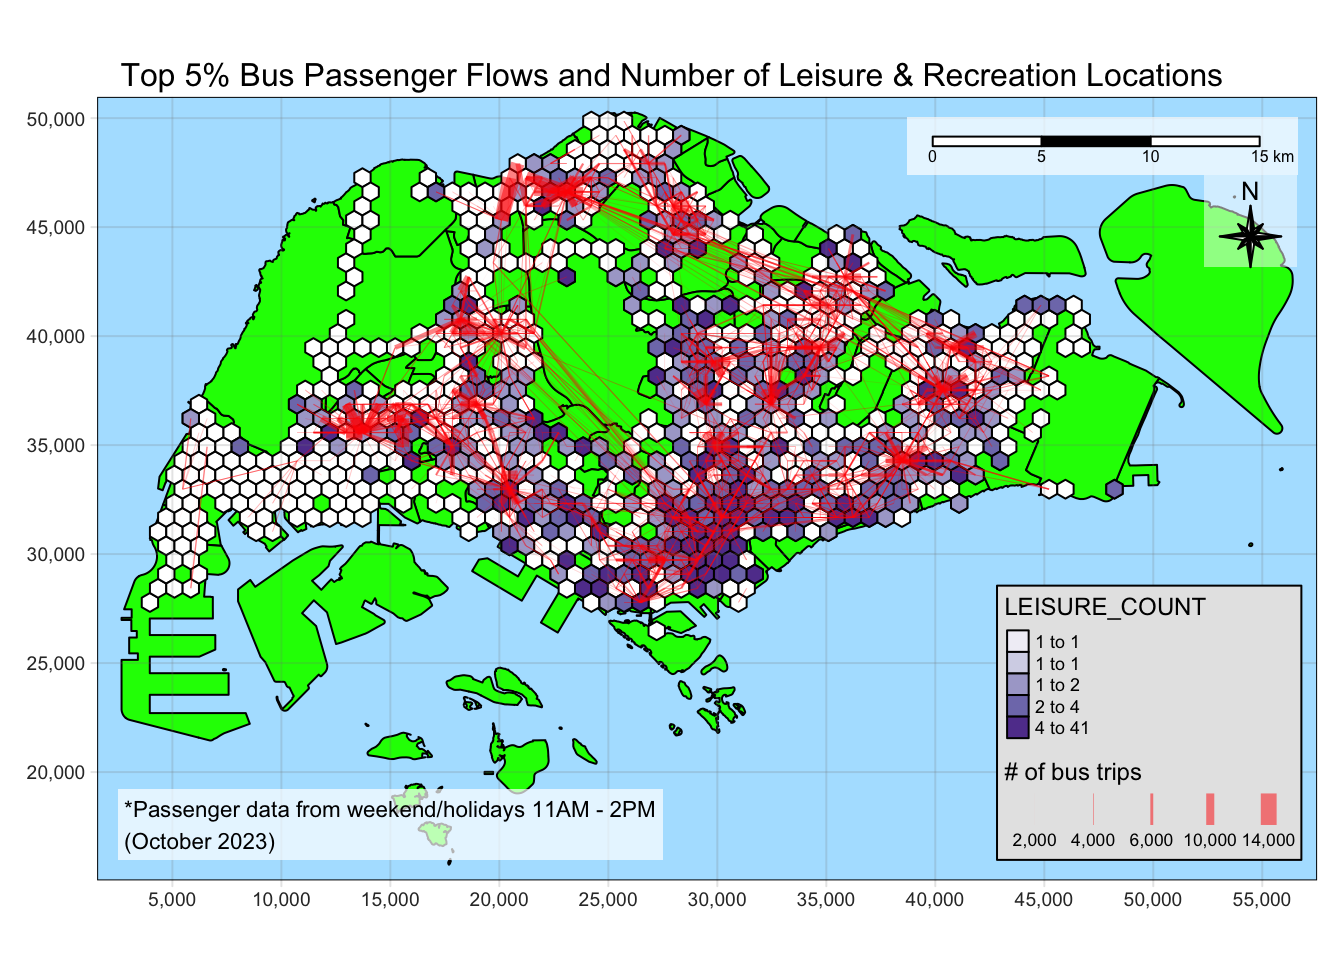 Top 5% Bus Passenger Flows and Number of Leisure & Recreation Locations
50,000
45,000
40,000
35,000
30,000
25,000
20,000
0 5 10 15 km
N
LEISURE_COUNT
1 to 1
1 to 1
1 to 2
2 to 4
4 to 41
# of bus trips
2,000 4,000 6,000 10,000 14,000
*Passenger data from weekend/holidays 11AM - 2PM
(October 2023)
5,000 10,000 15,000 20,000 25,000 30,000 35,000 40,000 45,000 50,000 55,000